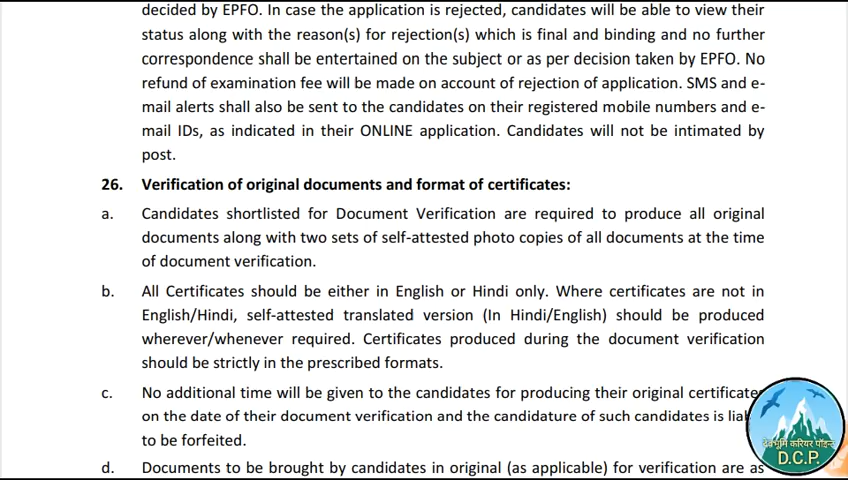 decided by EPFO. In case the application is rejected, candidates will be able to view their
status along with the reason(s) for rejection(s) which is final and binding and no further
correspondence shall be entertained on the subject or as per decision taken by EPFO. No
refund of examination fee will be made on account of rejection of application. SMS and e-
mail alerts shall also be sent to the candidates on their registered mobile numbers and e-
mail IDs, as indicated in their ONLINE application. Candidates will not be intimated by
post.
26. Verification of original documents and format of certificates:
a. Candidates shortlisted for Document Verification are required to produce all original
documents along with two sets of self-attested photo copies of all documents at the time
of document verification.
b. All Certificates should be either in English or Hindi only. Where certificates are not in
English/Hindi, self-attested translated version (In Hindi/English) should be produced
wherever/whenever required. Certificates produced during the document verification
should be strictly in the prescribed formats.
c. No additional time will be given to the candidates for producing their original certificate
on the date of their document verification and the candidature of such candidates is lia
to be forfeited.
d. Documents to be brought by candidates in original (as applicable) for verification are as
देवभूमि करियर पॉइन्ट
D.C.P.